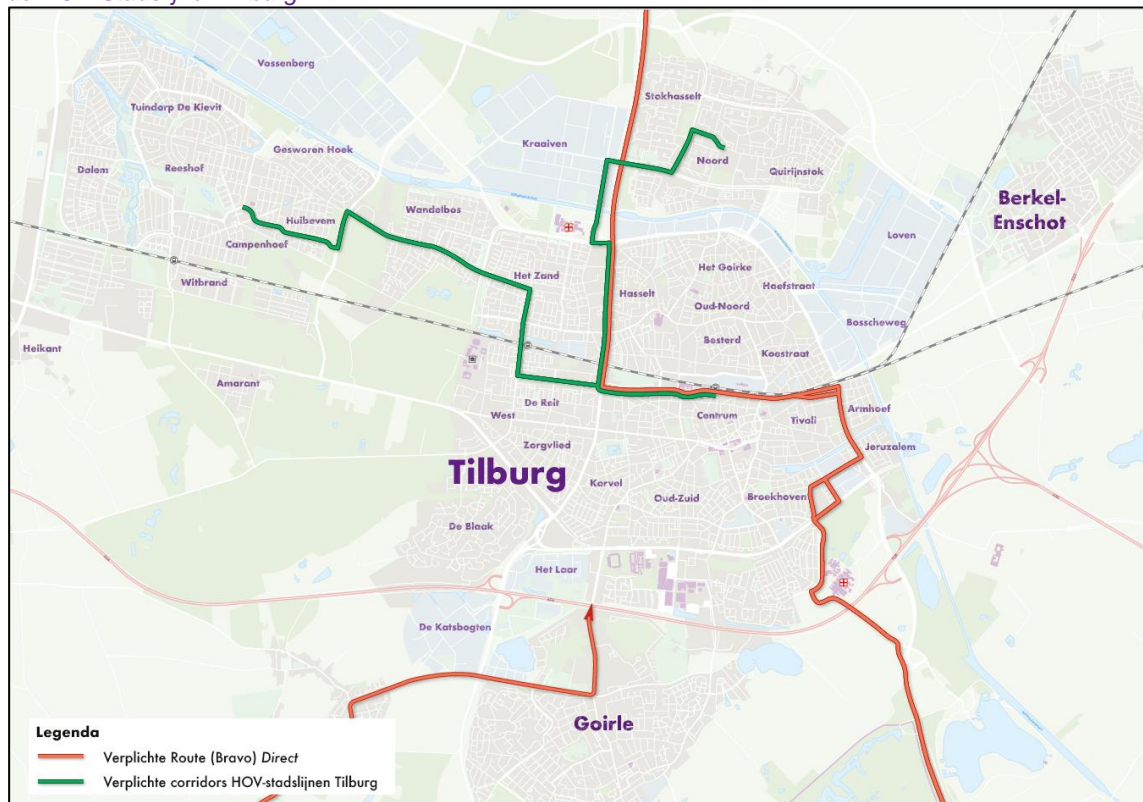 Vossenberg
Stokhasselt
Tuindorp De Kievit
Kraaiven
Gesworen Hoek
Noord
Dalem
Reeshof
Quirijnstok
Berkel-
Enschot
Huibevem
Wandelbos
Loven
Campenhoef
Het Zand
Het Goirke
Witbrand
Hasselt
Hoefstraat
Oud-Noord
Bosscheweg
Besterd
Koestraat
Heikant
Amarant
De Reit
West
Centrum
Tivoli
Armhoef
Zorgvlied
Jeruzalem
Tilburg
Korvel
Oud-Zuid
Broekhoven
De Blaak
Het Laar
De Katsbogten
Goirle
Legenda
Verplichte Route (Bravo) Direct
Verplichte corridors HOV-stadslijnen Tilburg